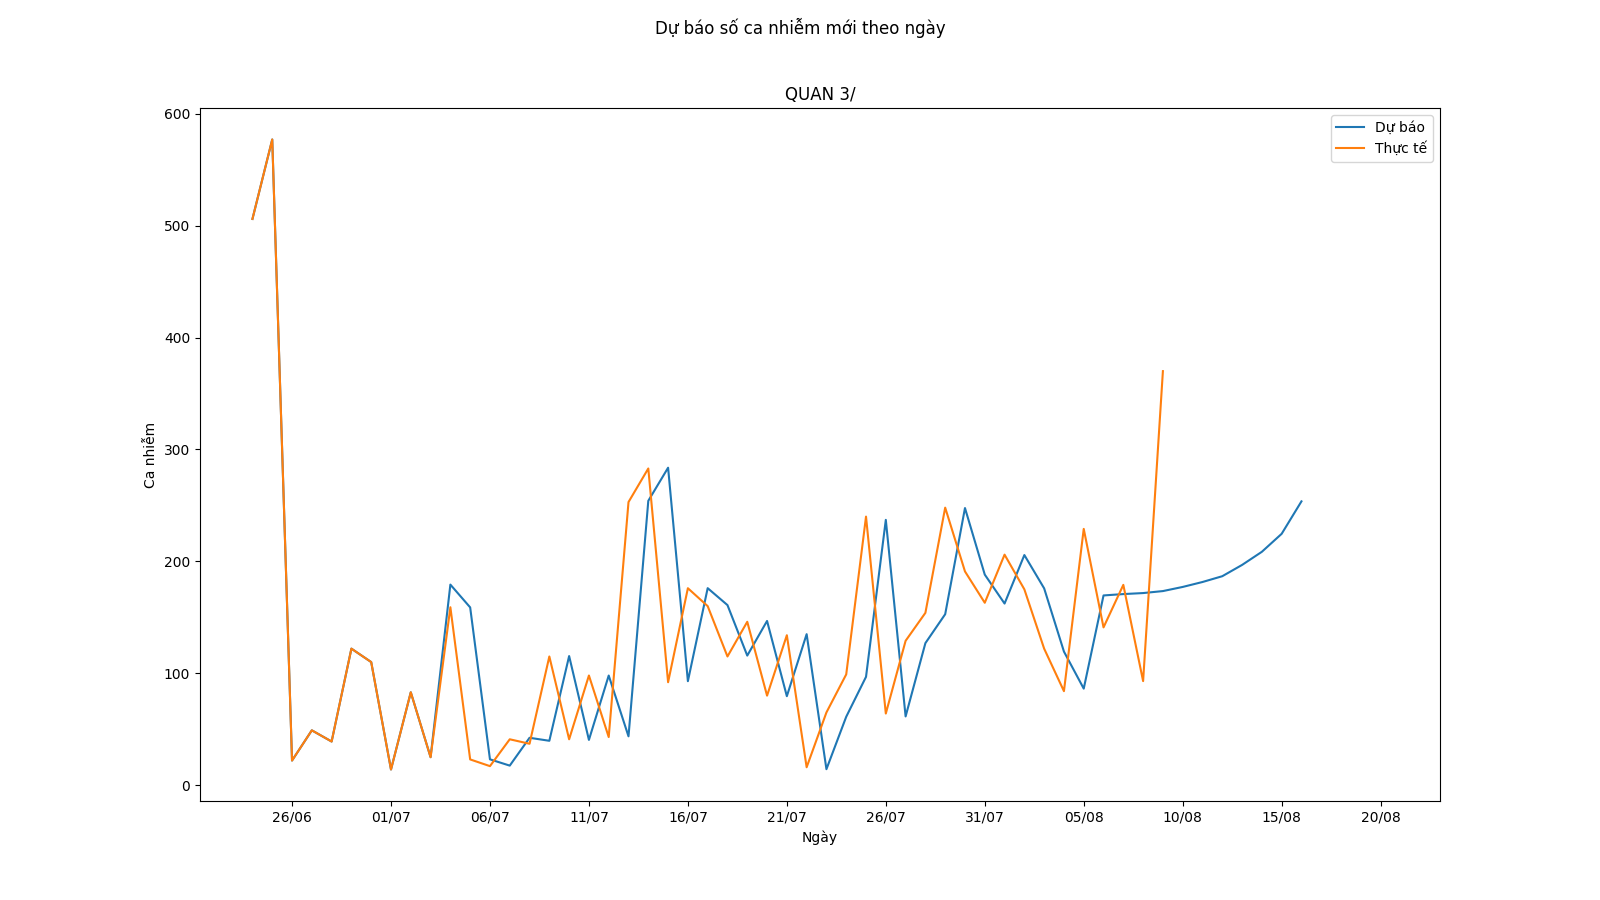 Dự báo số ca nhiễm mới theo ngày
QUAN 3/
Dự báo
Thực tế
600
500
400
300
200
100
0
Ca nhiễm
26/06 01/07 06/07 11/07 16/07 21/07 26/07 31/07 05/08 10/08 15/08 20/08
Ngày